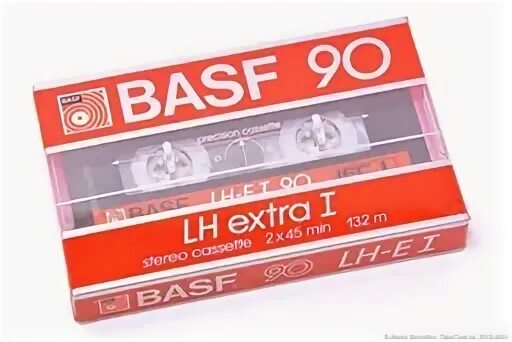 BASF 90
precision cassette
LH-E I 90
BASF
LH extra I
stereo cassette 2x45 min 132 m
BASF 90 LH-E I